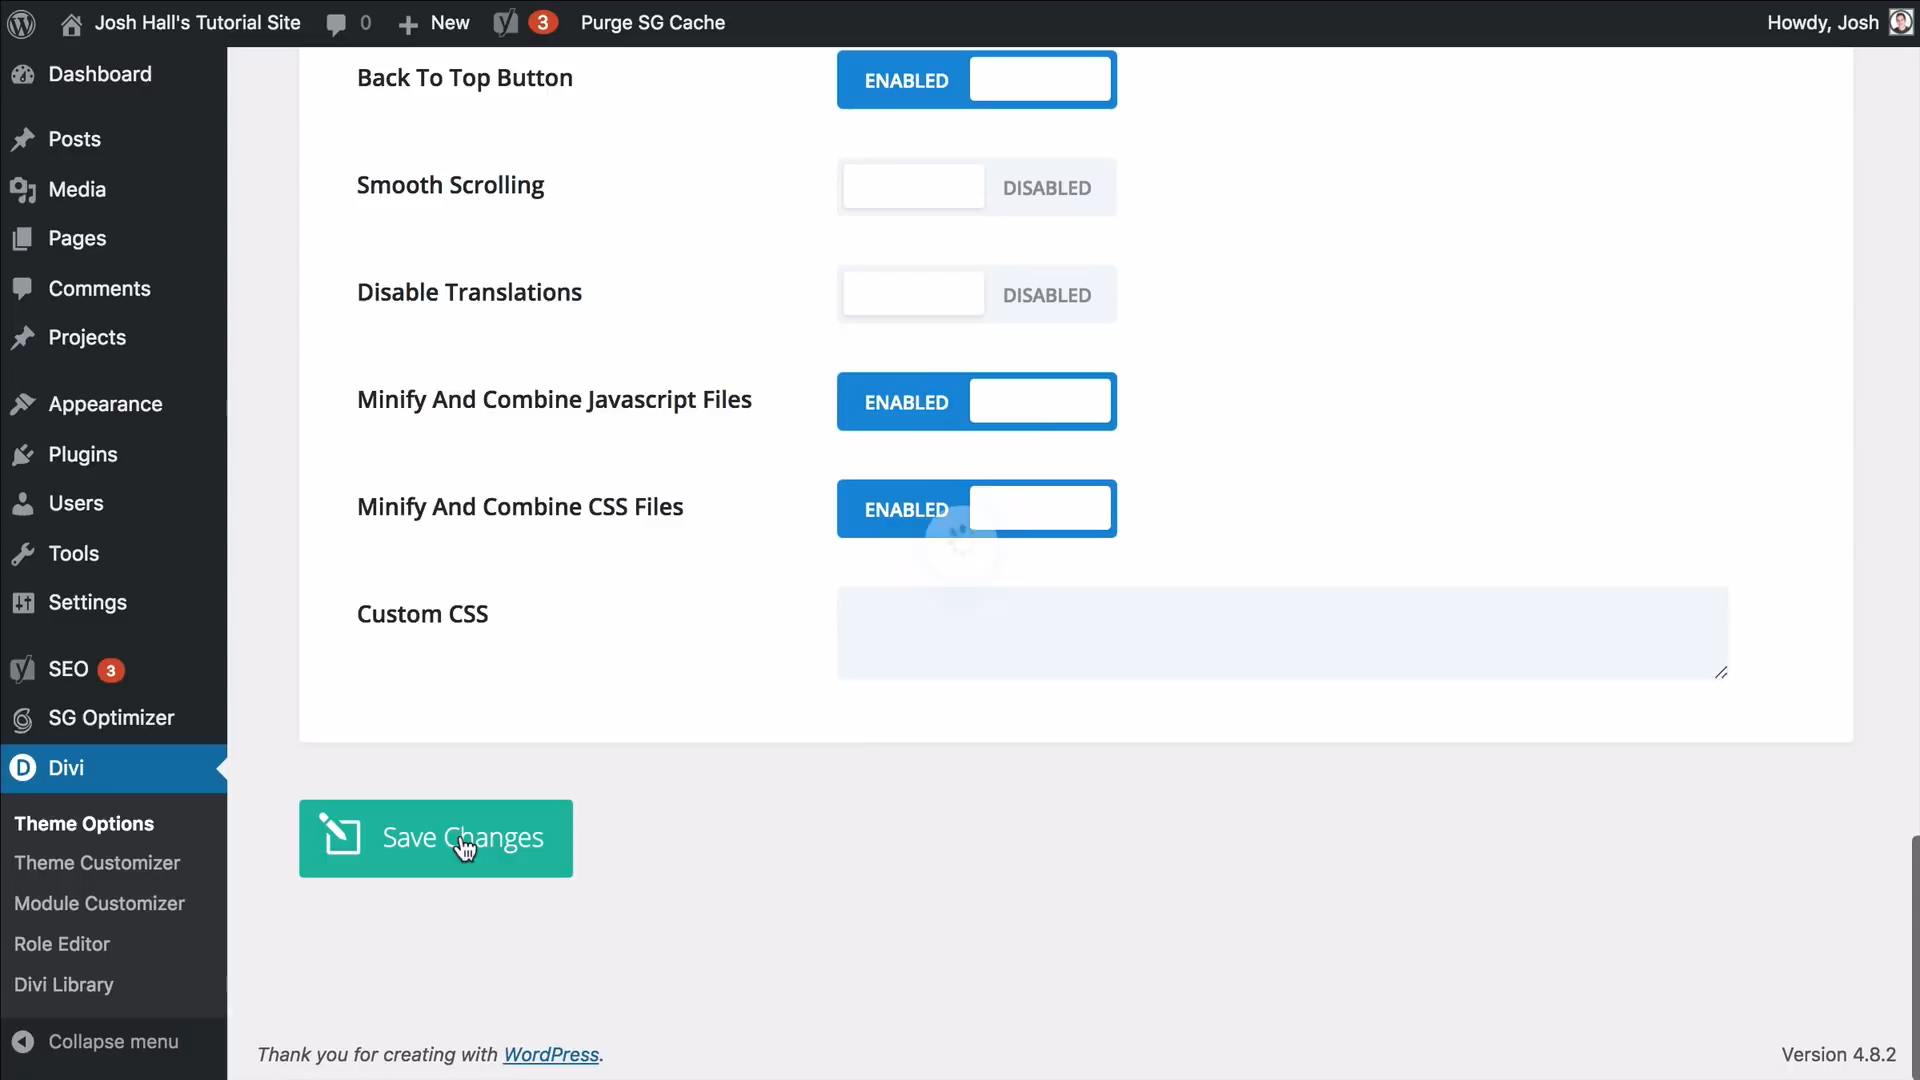 Josh Hall's Tutorial Site 0 New 3 Purge SG Cache Howdy, Josh
Dashboard
Posts
Media
Pages
Comments
Projects
Appearance
Plugins
Users
Tools
Settings
SEO 3
SG Optimizer
Divi
Theme Options
Theme Customizer
Module Customizer
Role Editor
Divi Library
Collapse menu
Back To Top Button ENABLED
Smooth Scrolling DISABLED
Disable Translations DISABLED
Minify And Combine Javascript Files ENABLED
Minify And Combine CSS Files ENABLED
Custom CSS
Save Changes
Thank you for creating with WordPress. Version 4.8.2